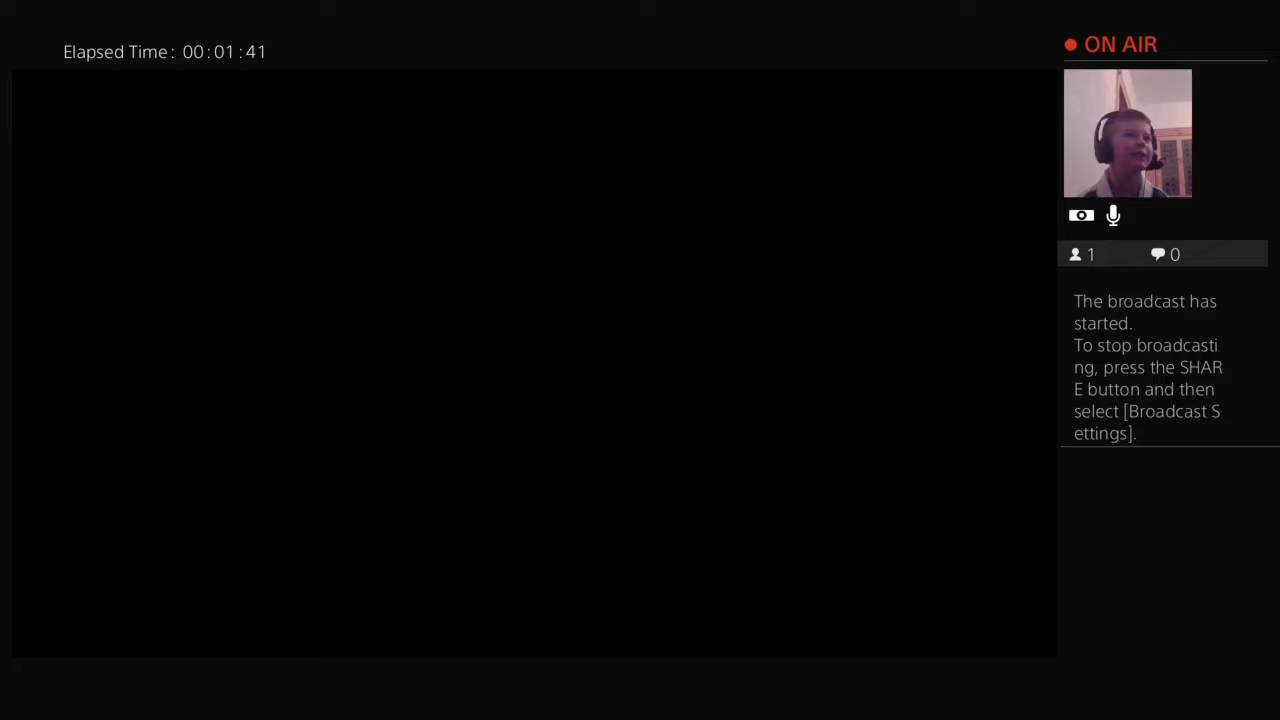 Elapsed Time: 00:01:41
ON AIR
1 0
The broadcast has
started.
To stop broadcasti
ng, press the SHAR
E button and then
select [Broadcast S
ettings].